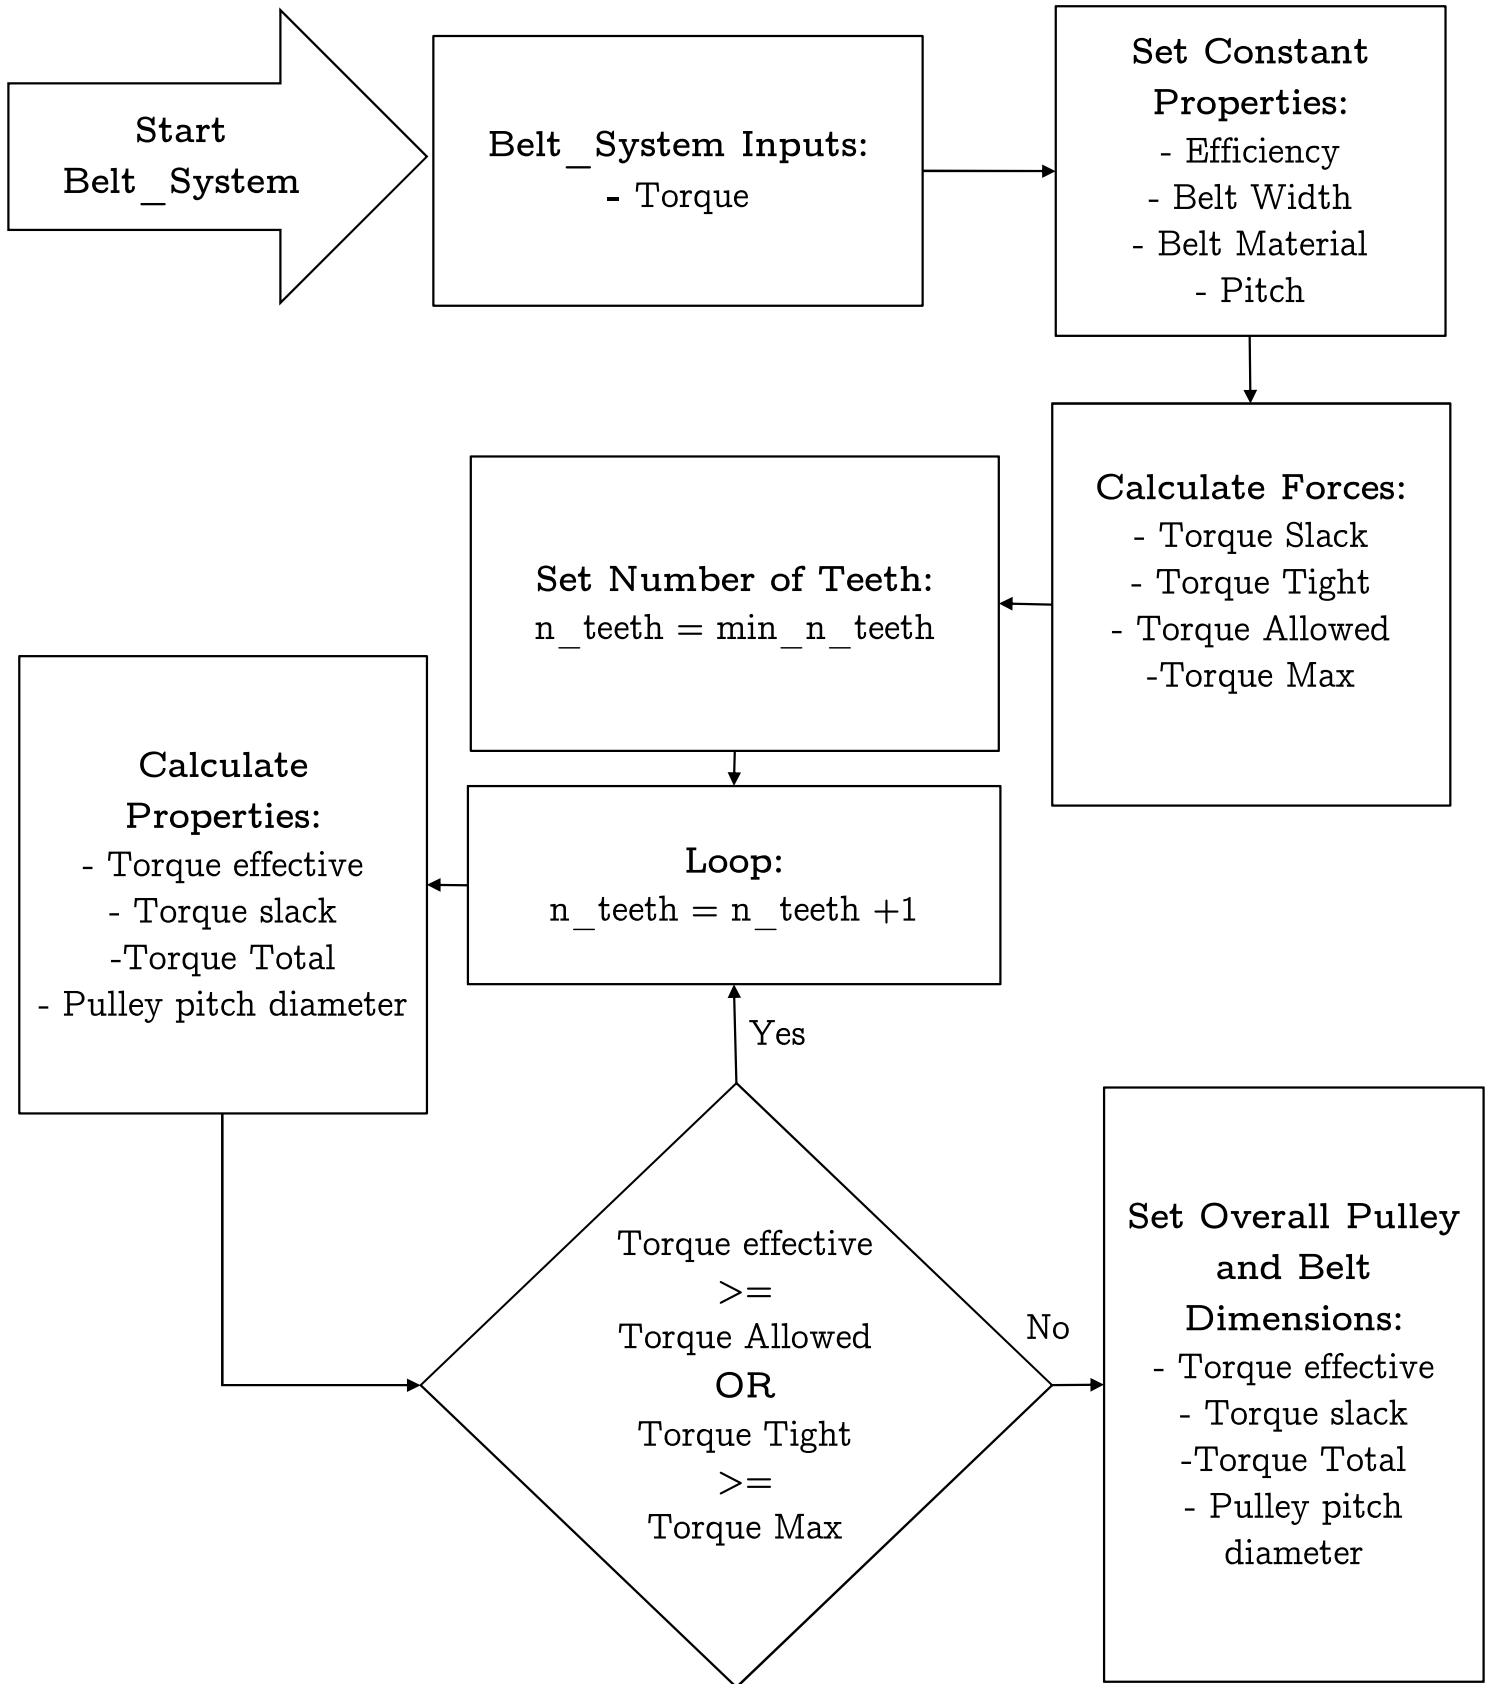 Start
Belt_System
Belt_System Inputs:
- Torque
Set Constant
Properties:
- Efficiency
- Belt Width
- Belt Material
- Pitch
Calculate Forces:
- Torque Slack
- Torque Tight
- Torque Allowed
-Torque Max
Set Number of Teeth:
n_teeth = min_n_teeth
Loop:
n_teeth = n_teeth +1
Calculate
Properties:
- Torque effective
- Torque slack
-Torque Total
- Pulley pitch diameter
Yes
Torque effective
>=
Torque Allowed
OR
Torque Tight
>=
Torque Max
No
Set Overall Pulley
and Belt
Dimensions:
- Torque effective
- Torque slack
-Torque Total
- Pulley pitch
diameter